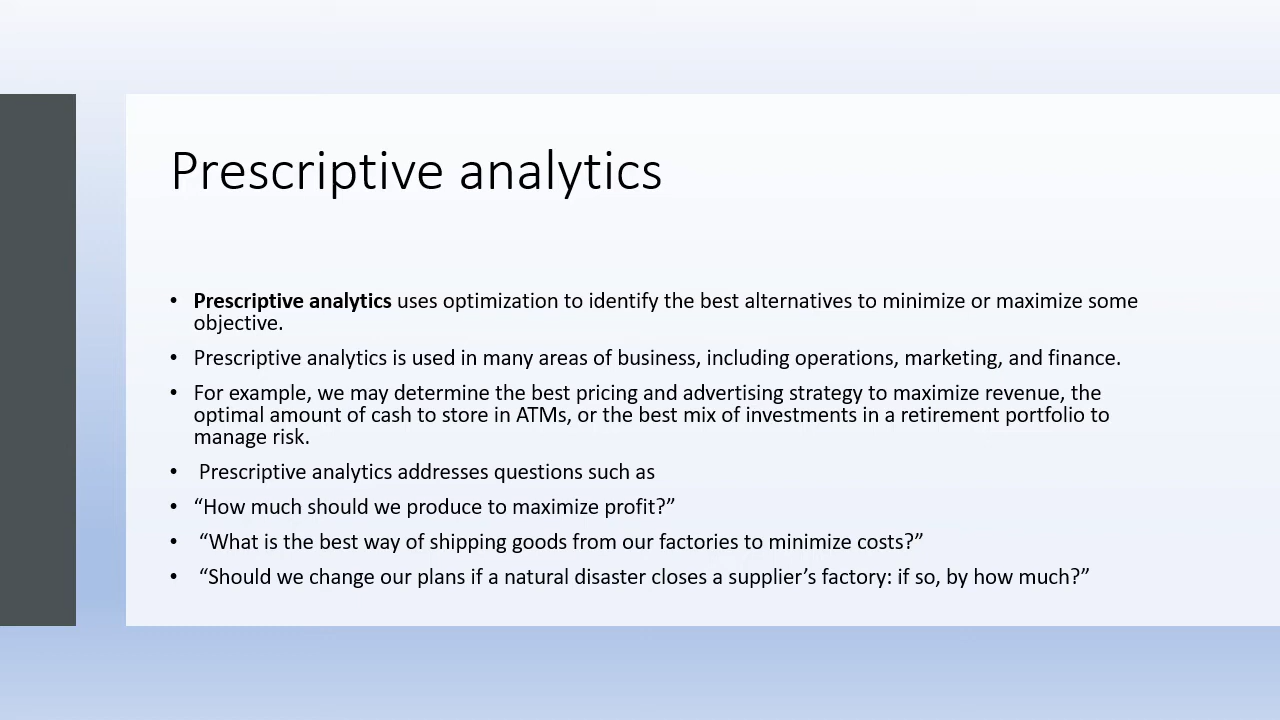 Prescriptive analytics
• Prescriptive analytics uses optimization to identify the best alternatives to minimize or maximize some
objective.
• Prescriptive analytics is used in many areas of business, including operations, marketing, and finance.
• For example, we may determine the best pricing and advertising strategy to maximize revenue, the
optimal amount of cash to store in ATMs, or the best mix of investments in a retirement portfolio to
manage risk.
• Prescriptive analytics addresses questions such as
• “How much should we produce to maximize profit?”
• “What is the best way of shipping goods from our factories to minimize costs?”
• “Should we change our plans if a natural disaster closes a supplier’s factory: if so, by how much?”